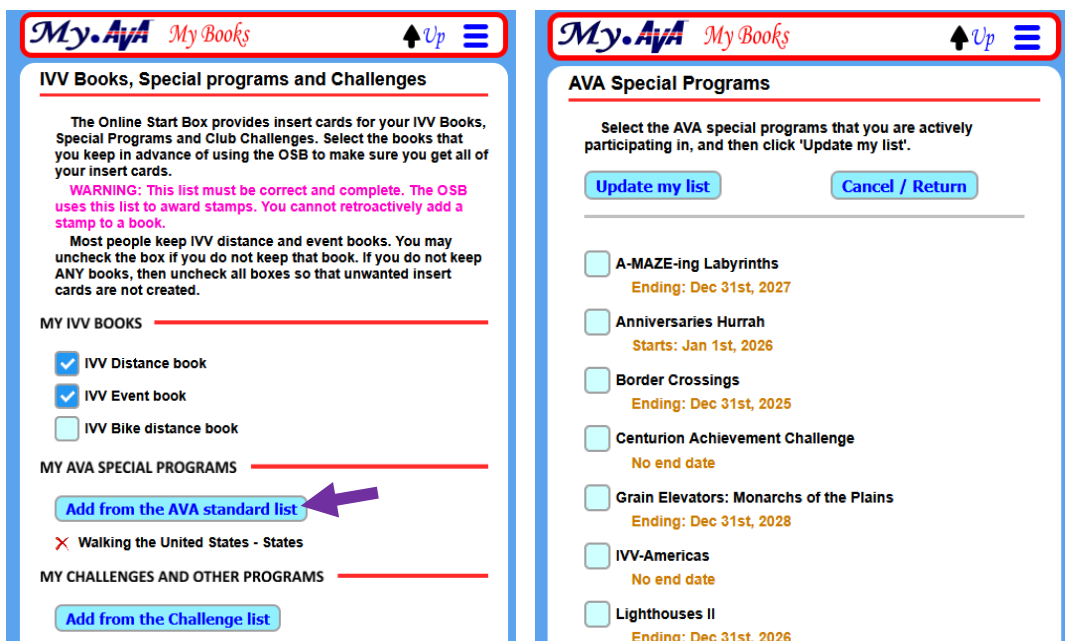 My.AVA My Books Up
IVV Books, Special programs and Challenges
The Online Start Box provides insert cards for your IVV Books,
Special Programs and Club Challenges. Select the books that
you keep in advance of using the OSB to make sure you get all of
your insert cards.
WARNING: This list must be correct and complete. The OSB
uses this list to award stamps. You cannot retroactively add a
stamp to a book.
Most people keep IVV distance and event books. You may
uncheck the box if you do not keep that book. If you do not keep
ANY books, then uncheck all boxes so that unwanted insert
cards are not created.
MY IVV BOOKS
IVV Distance book
IVV Event book
IVV Bike distance book
MY AVA SPECIAL PROGRAMS
Add from the AVA standard list
Walking the United States - States
MY CHALLENGES AND OTHER PROGRAMS
Add from the Challenge list
My.AVA My Books Up
AVA Special Programs
Select the AVA special programs that you are actively
participating in, and then click 'Update my list'.
Update my list Cancel / Return
A-MAZE-ing Labyrinths
Ending: Dec 31st, 2027
Anniversaries Hurrah
Starts: Jan 1st, 2026
Border Crossings
Ending: Dec 31st, 2025
Centurion Achievement Challenge
No end date
Grain Elevators: Monarchs of the Plains
Ending: Dec 31st, 2028
IVV-Americas
No end date
Lighthouses II
Ending: Dec 31st, 2026